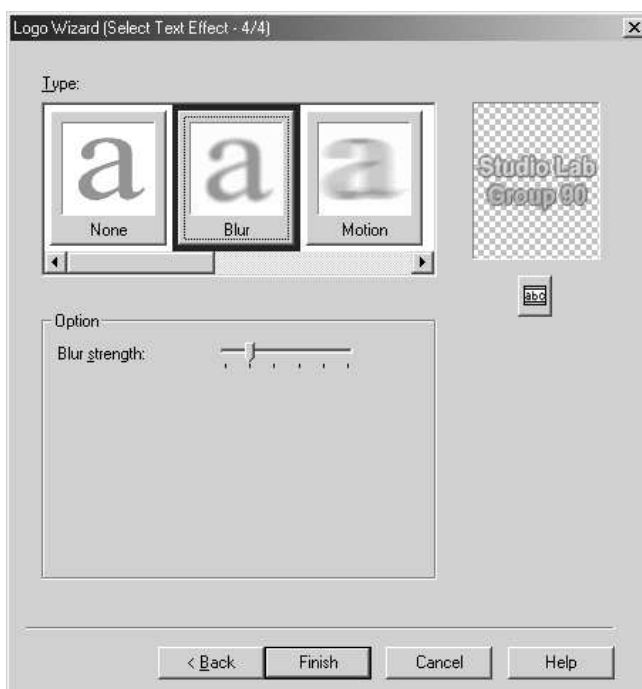 Logo Wizard (Select Text Effect - 4/4)
Type:
a
a
a
None
Blur
Motion
Studio Lab
Group 90
abc
Option
Blur strength:
< Back
Finish
Cancel
Help